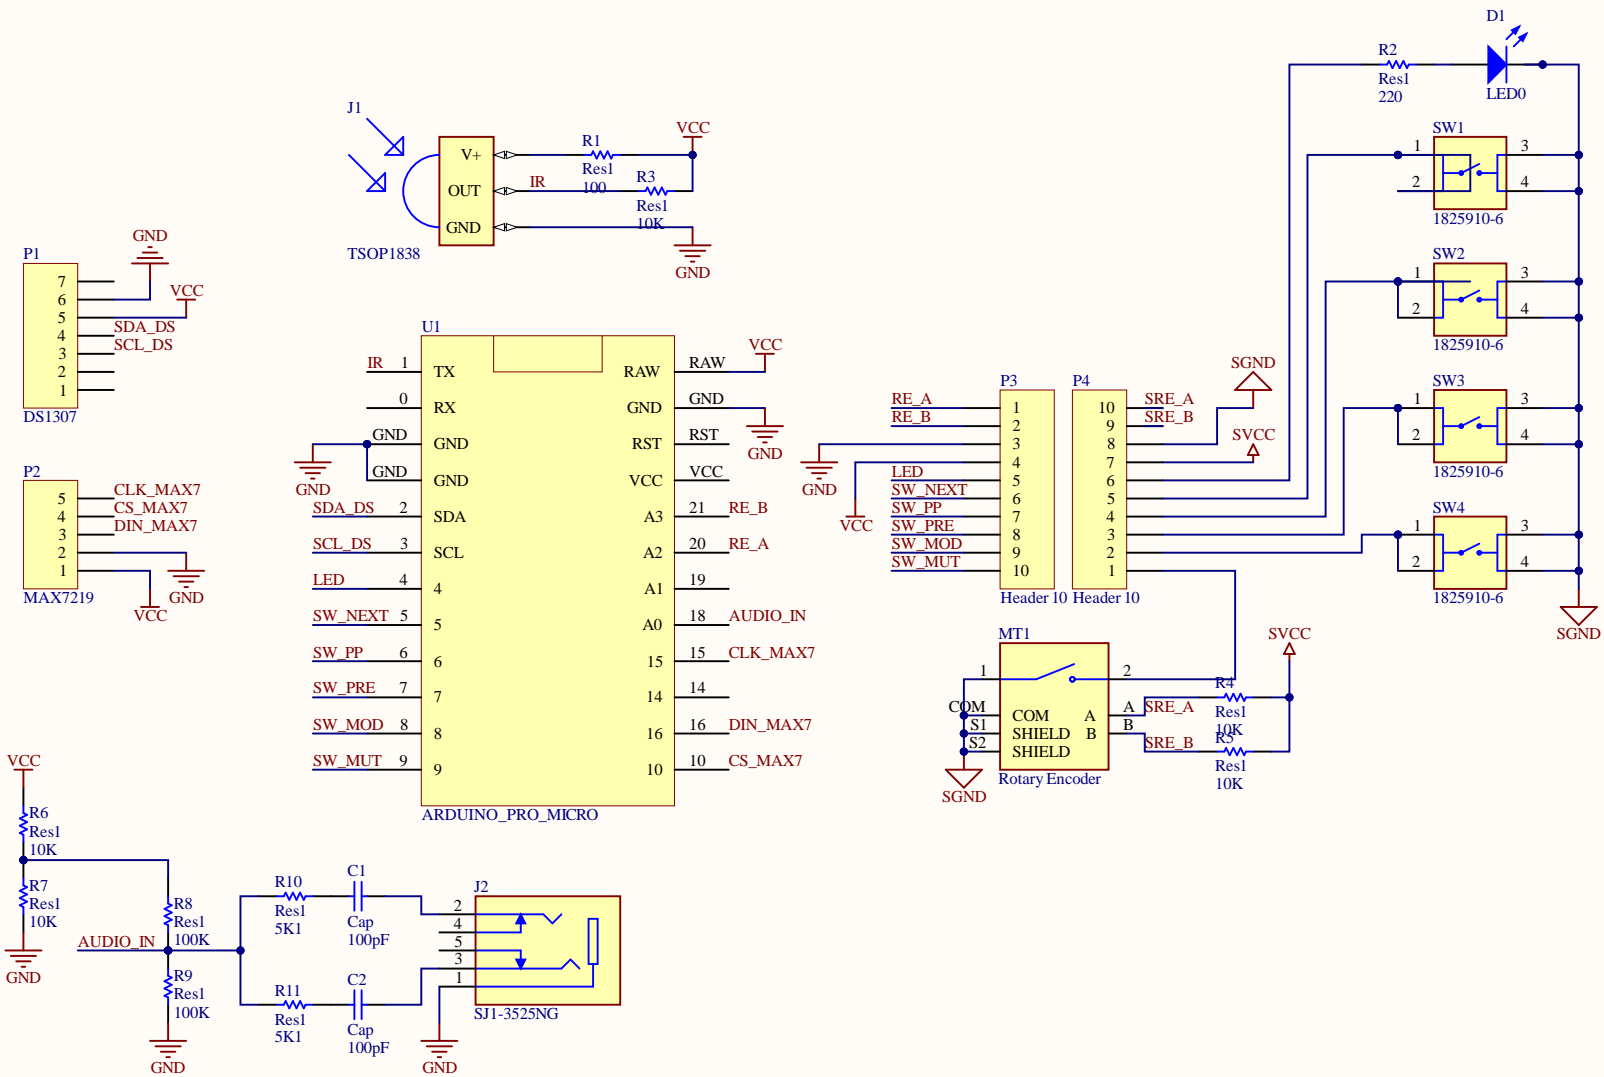 D1
R2
Res1
220
LED0
J1
V+
OUT
GND
TSOP1838
IR
R1
Res1
100
R3
Res1
10K
VCC
GND
SW1
1
2
3
4
1825910-6
SW2
1
2
3
4
1825910-6
SW3
1
2
3
4
1825910-6
SW4
1
2
3
4
1825910-6
SGND
P1
GND
VCC
7
6
5
4
3
2
1
SDA_DS
SCL_DS
DS1307
P2
5
4
3
2
1
CLK_MAX7
CS_MAX7
DIN_MAX7
GND
VCC
MAX7219
U1
IR 1 TX
0 RX
GND GND
GND GND
GND
SDA_DS 2 SDA
SCL_DS 3 SCL
LED 4 4
SW_NEXT 5 5
SW_PP 6 6
SW_PRE 7 7
SW_MOD 8 8
SW_MUT 9 9
RAW RAW VCC
GND GND
GND
RST RST
VCC VCC
A3 21 RE_B
A2 20 RE_A
A1 19
A0 18 AUDIO_IN
15 15 CLK_MAX7
14 14
16 16 DIN_MAX7
10 10 CS_MAX7
ARDUINO_PRO_MICRO
P3
RE_A 1
RE_B 2
3
4
LED 5
SW_NEXT 6
SW_PP 7
SW_PRE 8
SW_MOD 9
SW_MUT 10
GND
VCC
Header 10
P4
10 SRE_A
9 SRE_B
8
7
6
5
4
3
2
1
SGND
SVCC
Header 10
MT1
1
2
COM
S1
S2
COM
SHIELD
SHIELD
A
B
A
B
SRE_A
SRE_B
Rotary Encoder
SGND
SVCC
R4
Res1
10K
R5
Res1
10K
VCC
R6
Res1
10K
R7
Res1
10K
GND
AUDIO_IN
R8
Res1
100K
R9
Res1
100K
GND
R10
Res1
5K1
C1
Cap
100pF
R11
Res1
5K1
C2
Cap
100pF
J2
2
4
5
3
1
SJ1-3525NG
GND